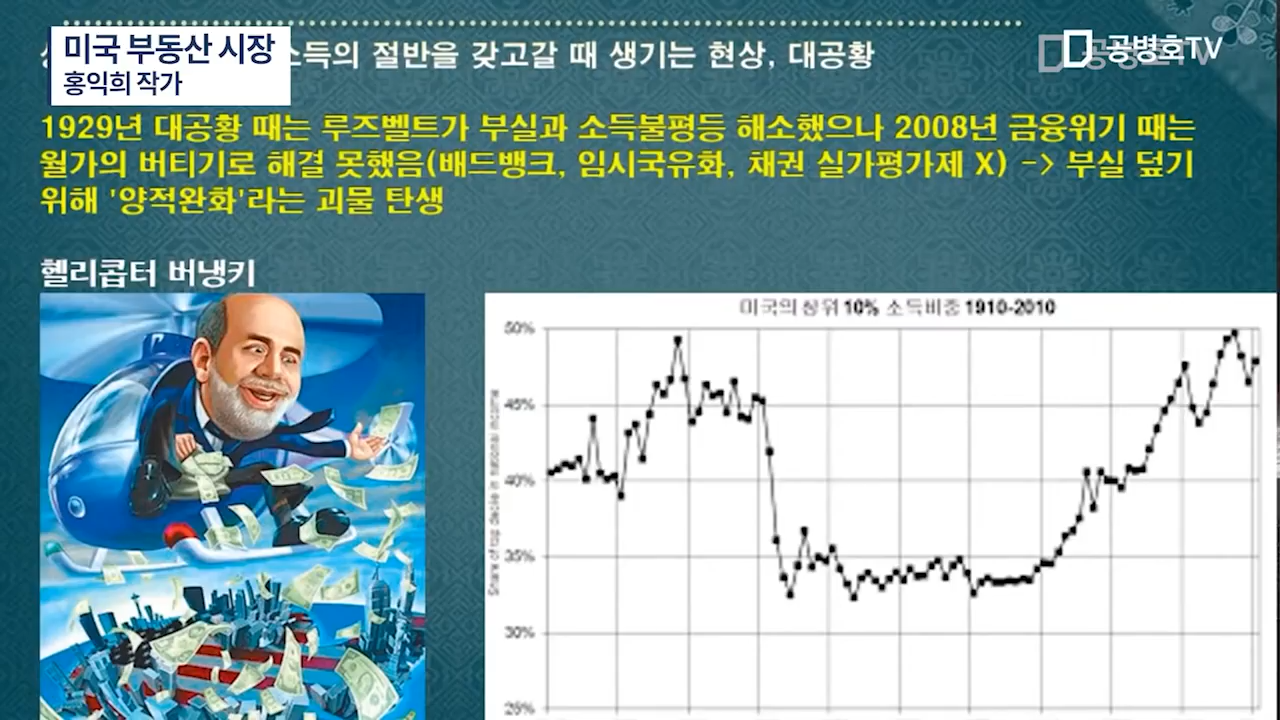 미국 부동산 시장
홍익희 작가
소득의 절반을 갖고갈 때 생기는 현상, 대공황
공병호TV
1929년 대공황 때는 루즈벨트가 부실과 소득불평등 해소했으나 2008년 금융위기 때는
월가의 버티기로 해결 못했음(배드뱅크, 임시국유화, 채권 실가평가제 X) -> 부실 덮기
위해 '양적완화'라는 괴물 탄생
헬리콥터 버냉키
미국의 상위 10% 소득비중 1910-2010
50%
45%
40%
35%
30%
25%
Share of top decile in national income